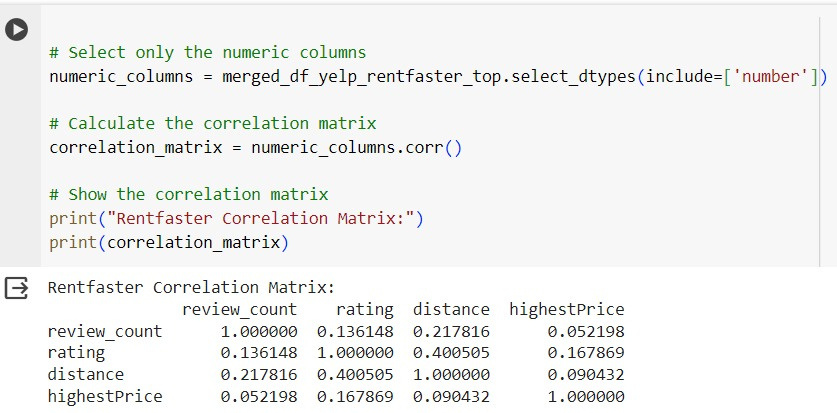 # Select only the numeric columns
numeric_columns = merged_df_yelp_rentfaster_top.select_dtypes(include=['number'])
# Calculate the correlation matrix
correlation_matrix = numeric_columns.corr()
# Show the correlation matrix
print("Rentfaster Correlation Matrix:")
print(correlation_matrix)
Rentfaster Correlation Matrix:
              review_count    rating  distance  highestPrice
review_count      1.000000  0.136148  0.217816      0.052198
rating            0.136148  1.000000  0.400505      0.167869
distance          0.217816  0.400505  1.000000      0.090432
highestPrice      0.052198  0.167869  0.090432      1.000000